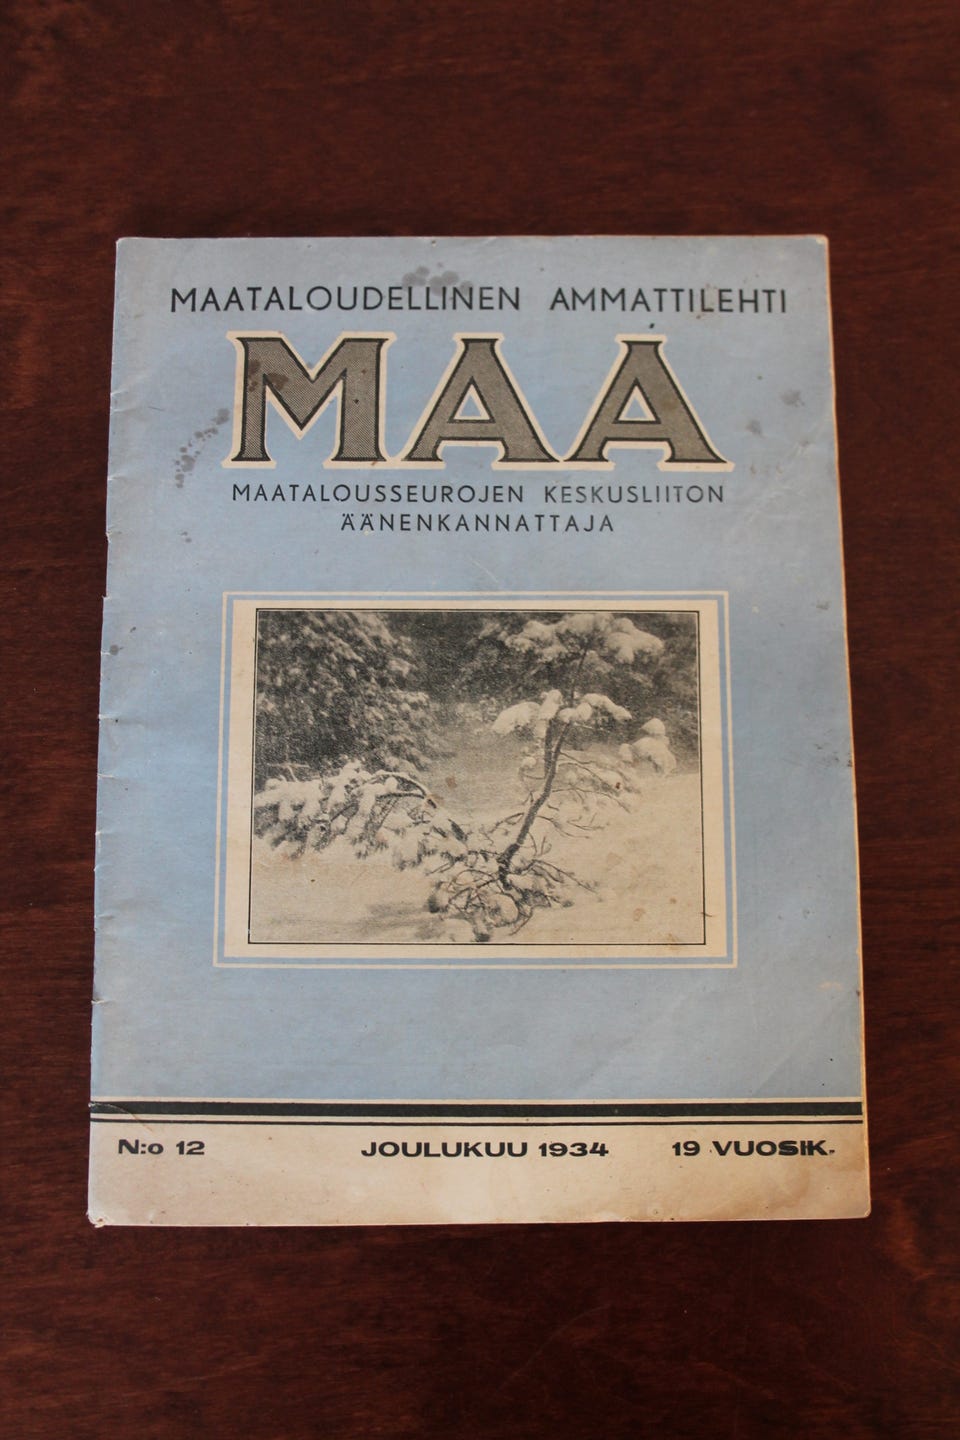 MAATALOUDELLINEN AMMATTILEHTI
MAA
MAATALOUSSEUROJEN KESKUSLIITON
ÄÄNENKANNATTAJA
N:o 12 JOULUKUU 1934 19 VUOSIK.